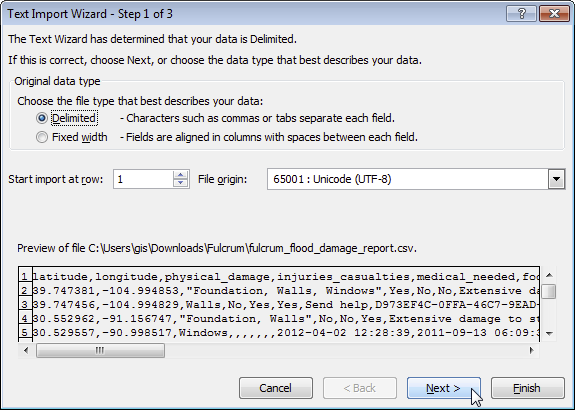 Text Import Wizard - Step 1 of 3
The Text Wizard has determined that your data is Delimited.
If this is correct, choose Next, or choose the data type that best describes your data.
Original data type
Choose the file type that best describes your data:
Delimited - Characters such as commas or tabs separate each field.
Fixed width - Fields are aligned in columns with spaces between each field.
Start import at row: 1 File origin: 65001 : Unicode (UTF-8)
Preview of file C:\Users\gis\Downloads\Fulcrum\fulcrum_flood_damage_report.csv.
1 latitude,longitude,physical_damage,injuries_casualties,medical_needed,foo
2 39.747381,-104.994853,"Foundation, Walls, Windows",Yes,No,No,Extensive da
3 39.747456,-104.994829,Walls,No,Yes,Yes,Send help,D973EF4C-0FFA-46C7-9EAD-
4 30.552962,-91.156747,"Foundation, Walls",No,No,Yes,Extensive damage to st
5 30.529557,-90.998517,Windows,,,,,,,2012-04-02 12:28:39,2011-09-13 06:09:3
Cancel < Back Next > Finish